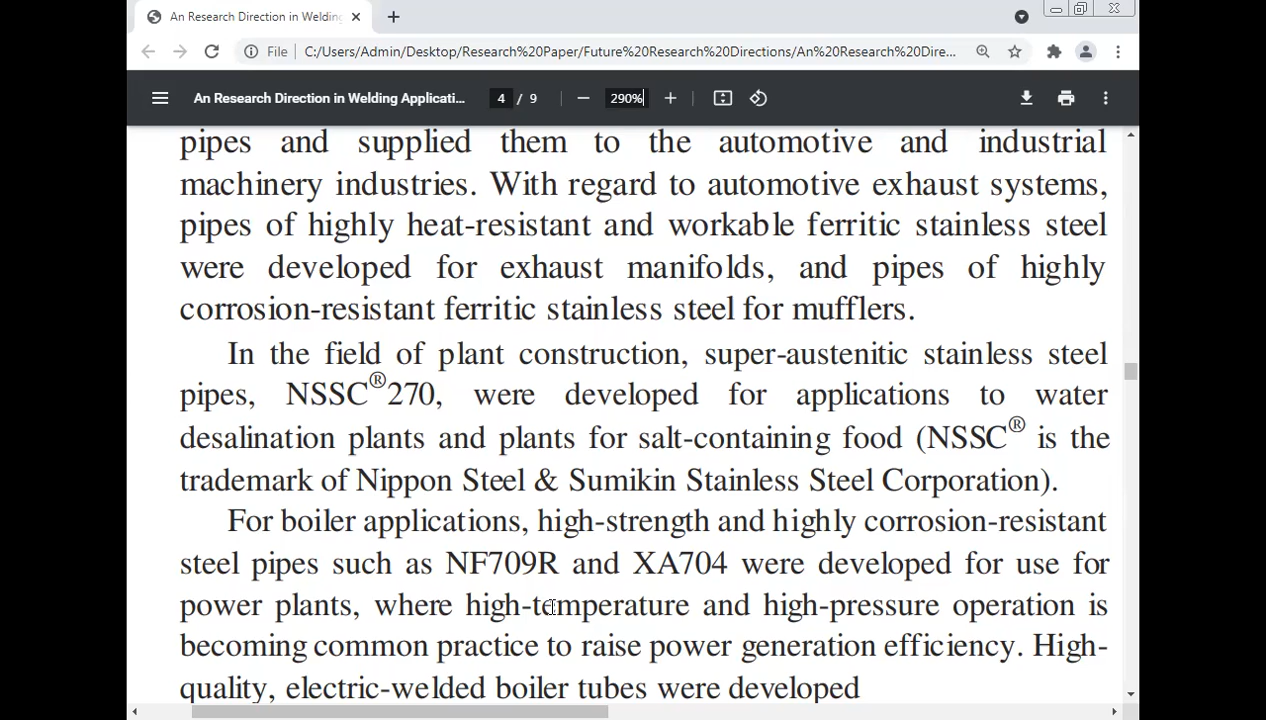 An Research Direction in Welding
File C:/Users/Admin/Desktop/Research%20Paper/Future%20Research%20Directions/An%20Research%20Dire...
An Research Direction in Welding Applicati... 4 / 9 290%
pipes and supplied them to the automotive and industrial
machinery industries. With regard to automotive exhaust systems,
pipes of highly heat-resistant and workable ferritic stainless steel
were developed for exhaust manifolds, and pipes of highly
corrosion-resistant ferritic stainless steel for mufflers.
In the field of plant construction, super-austenitic stainless steel
pipes, NSSC®270, were developed for applications to water
desalination plants and plants for salt-containing food (NSSC® is the
trademark of Nippon Steel & Sumikin Stainless Steel Corporation).
For boiler applications, high-strength and highly corrosion-resistant
steel pipes such as NF709R and XA704 were developed for use for
power plants, where high-temperature and high-pressure operation is
becoming common practice to raise power generation efficiency. High-
quality, electric-welded boiler tubes were developed